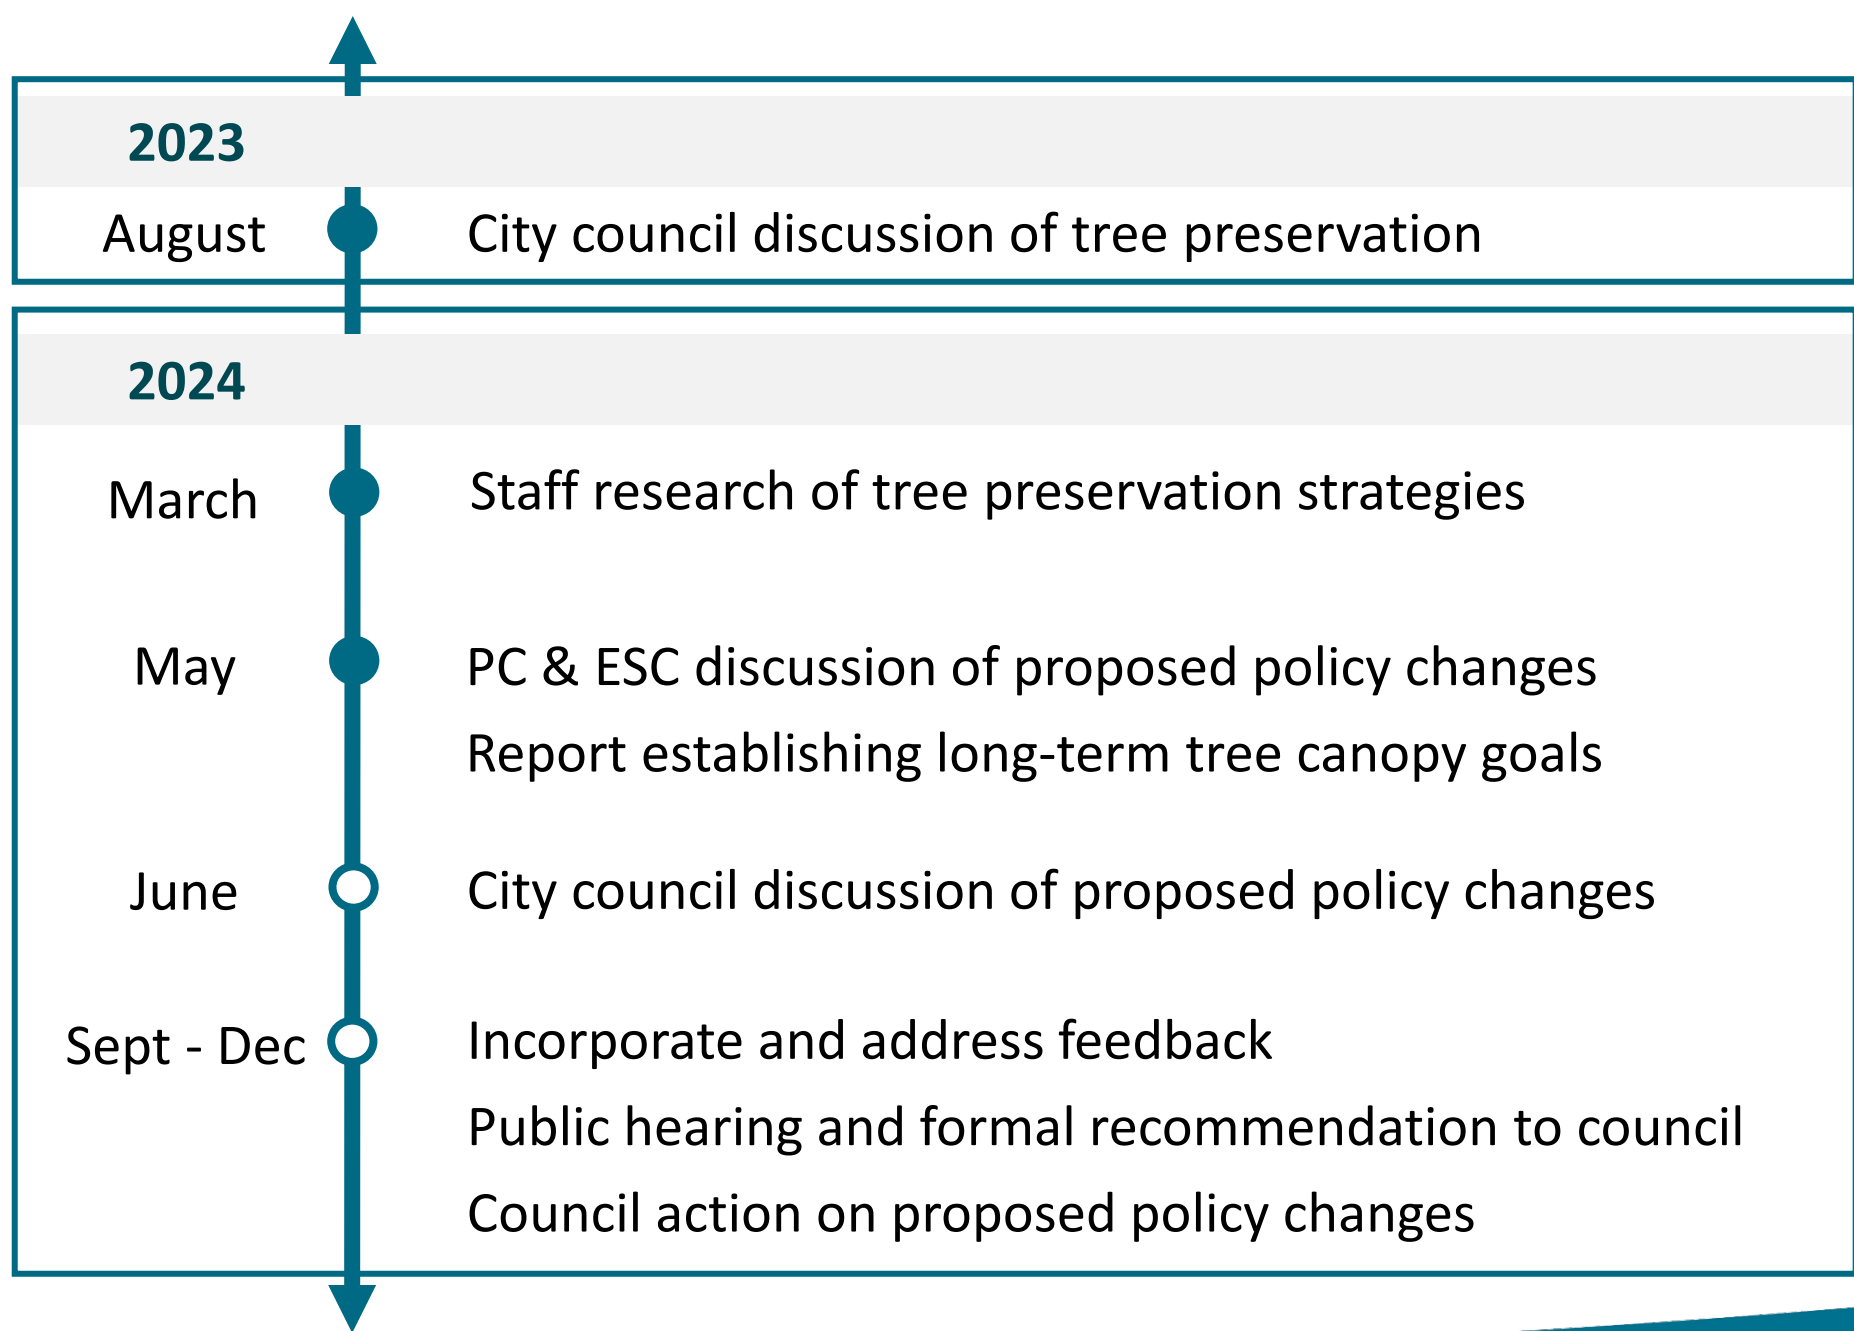 2023
August
City council discussion of tree preservation
2024
March
Staff research of tree preservation strategies
May
PC & ESC discussion of proposed policy changes
Report establishing long-term tree canopy goals
June
City council discussion of proposed policy changes
Sept - Dec
Incorporate and address feedback
Public hearing and formal recommendation to council
Council action on proposed policy changes